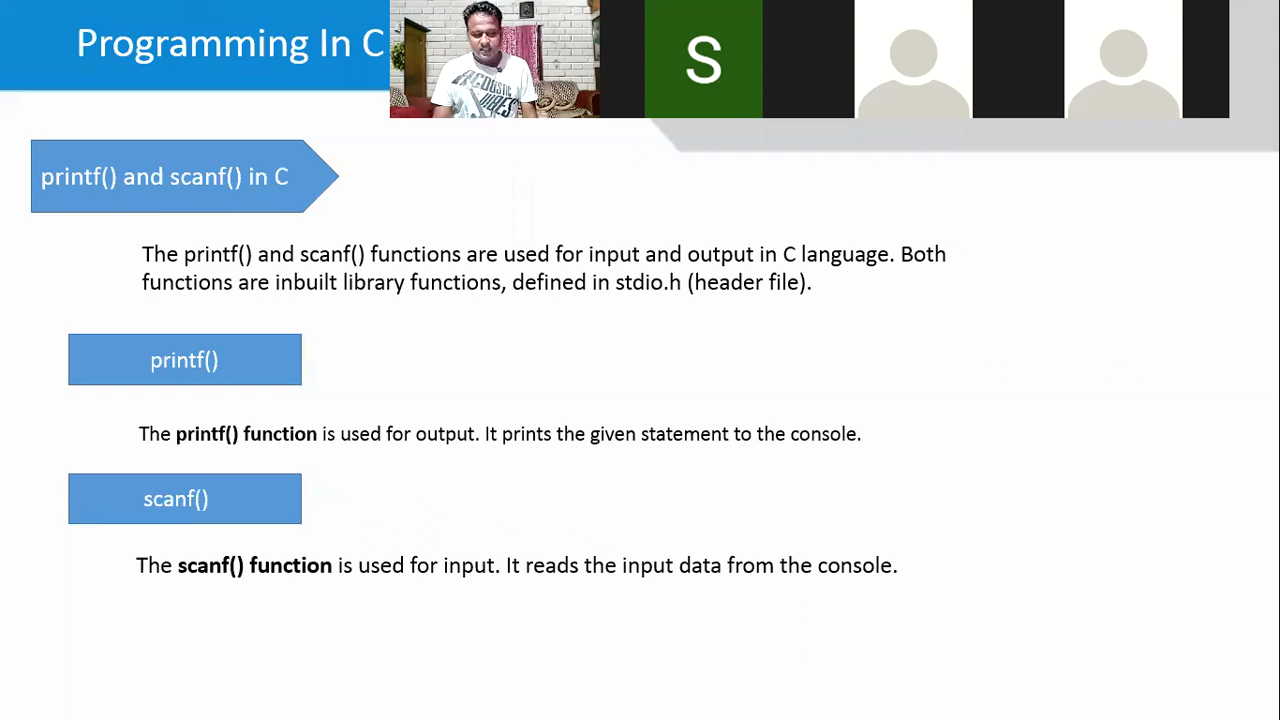 Programming In C
ACOUSTIC
VIBES
S
printf() and scanf() in C
The printf() and scanf() functions are used for input and output in C language. Both
functions are inbuilt library functions, defined in stdio.h (header file).
printf()
The printf() function is used for output. It prints the given statement to the console.
scanf()
The scanf() function is used for input. It reads the input data from the console.